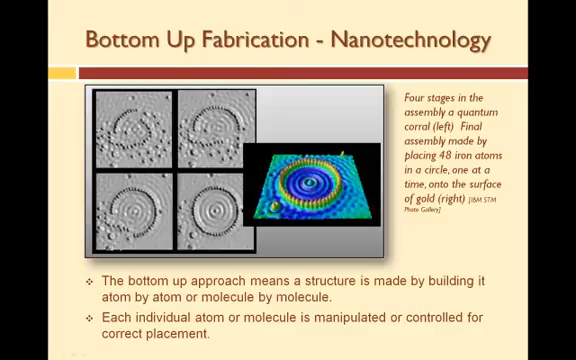 Bottom Up Fabrication - Nanotechnology
Four stages in the
assembly a quantum
corral (left)  Final
assembly made by
placing 48 iron atoms
in a circle, one at a
time, onto the surface
of gold (right) [IBM STM
Photo Gallery]
❖ The bottom up approach means a structure is made by building it
atom by atom or molecule by molecule.
❖ Each individual atom or molecule is manipulated or controlled for
correct placement.